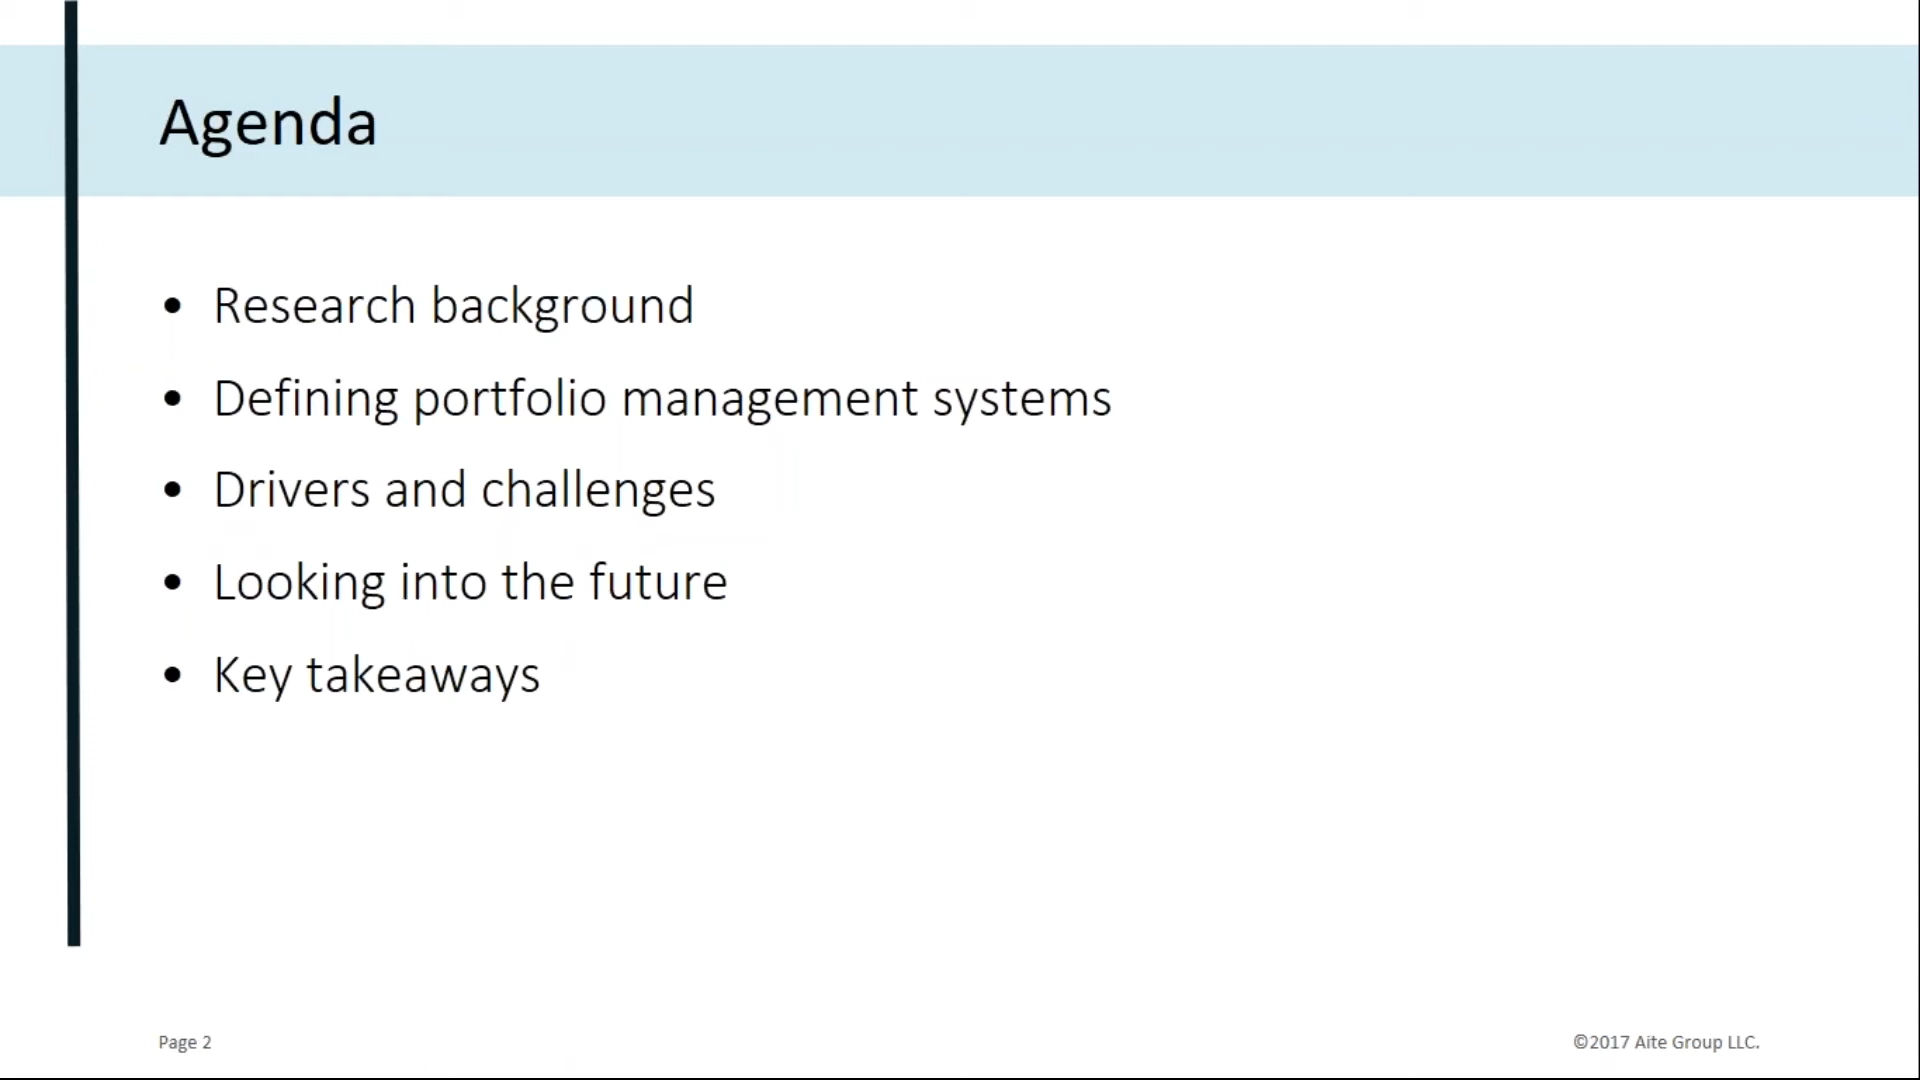 Agenda
• Research background
• Defining portfolio management systems
• Drivers and challenges
• Looking into the future
• Key takeaways
Page 2
©2017 Aite Group LLC.